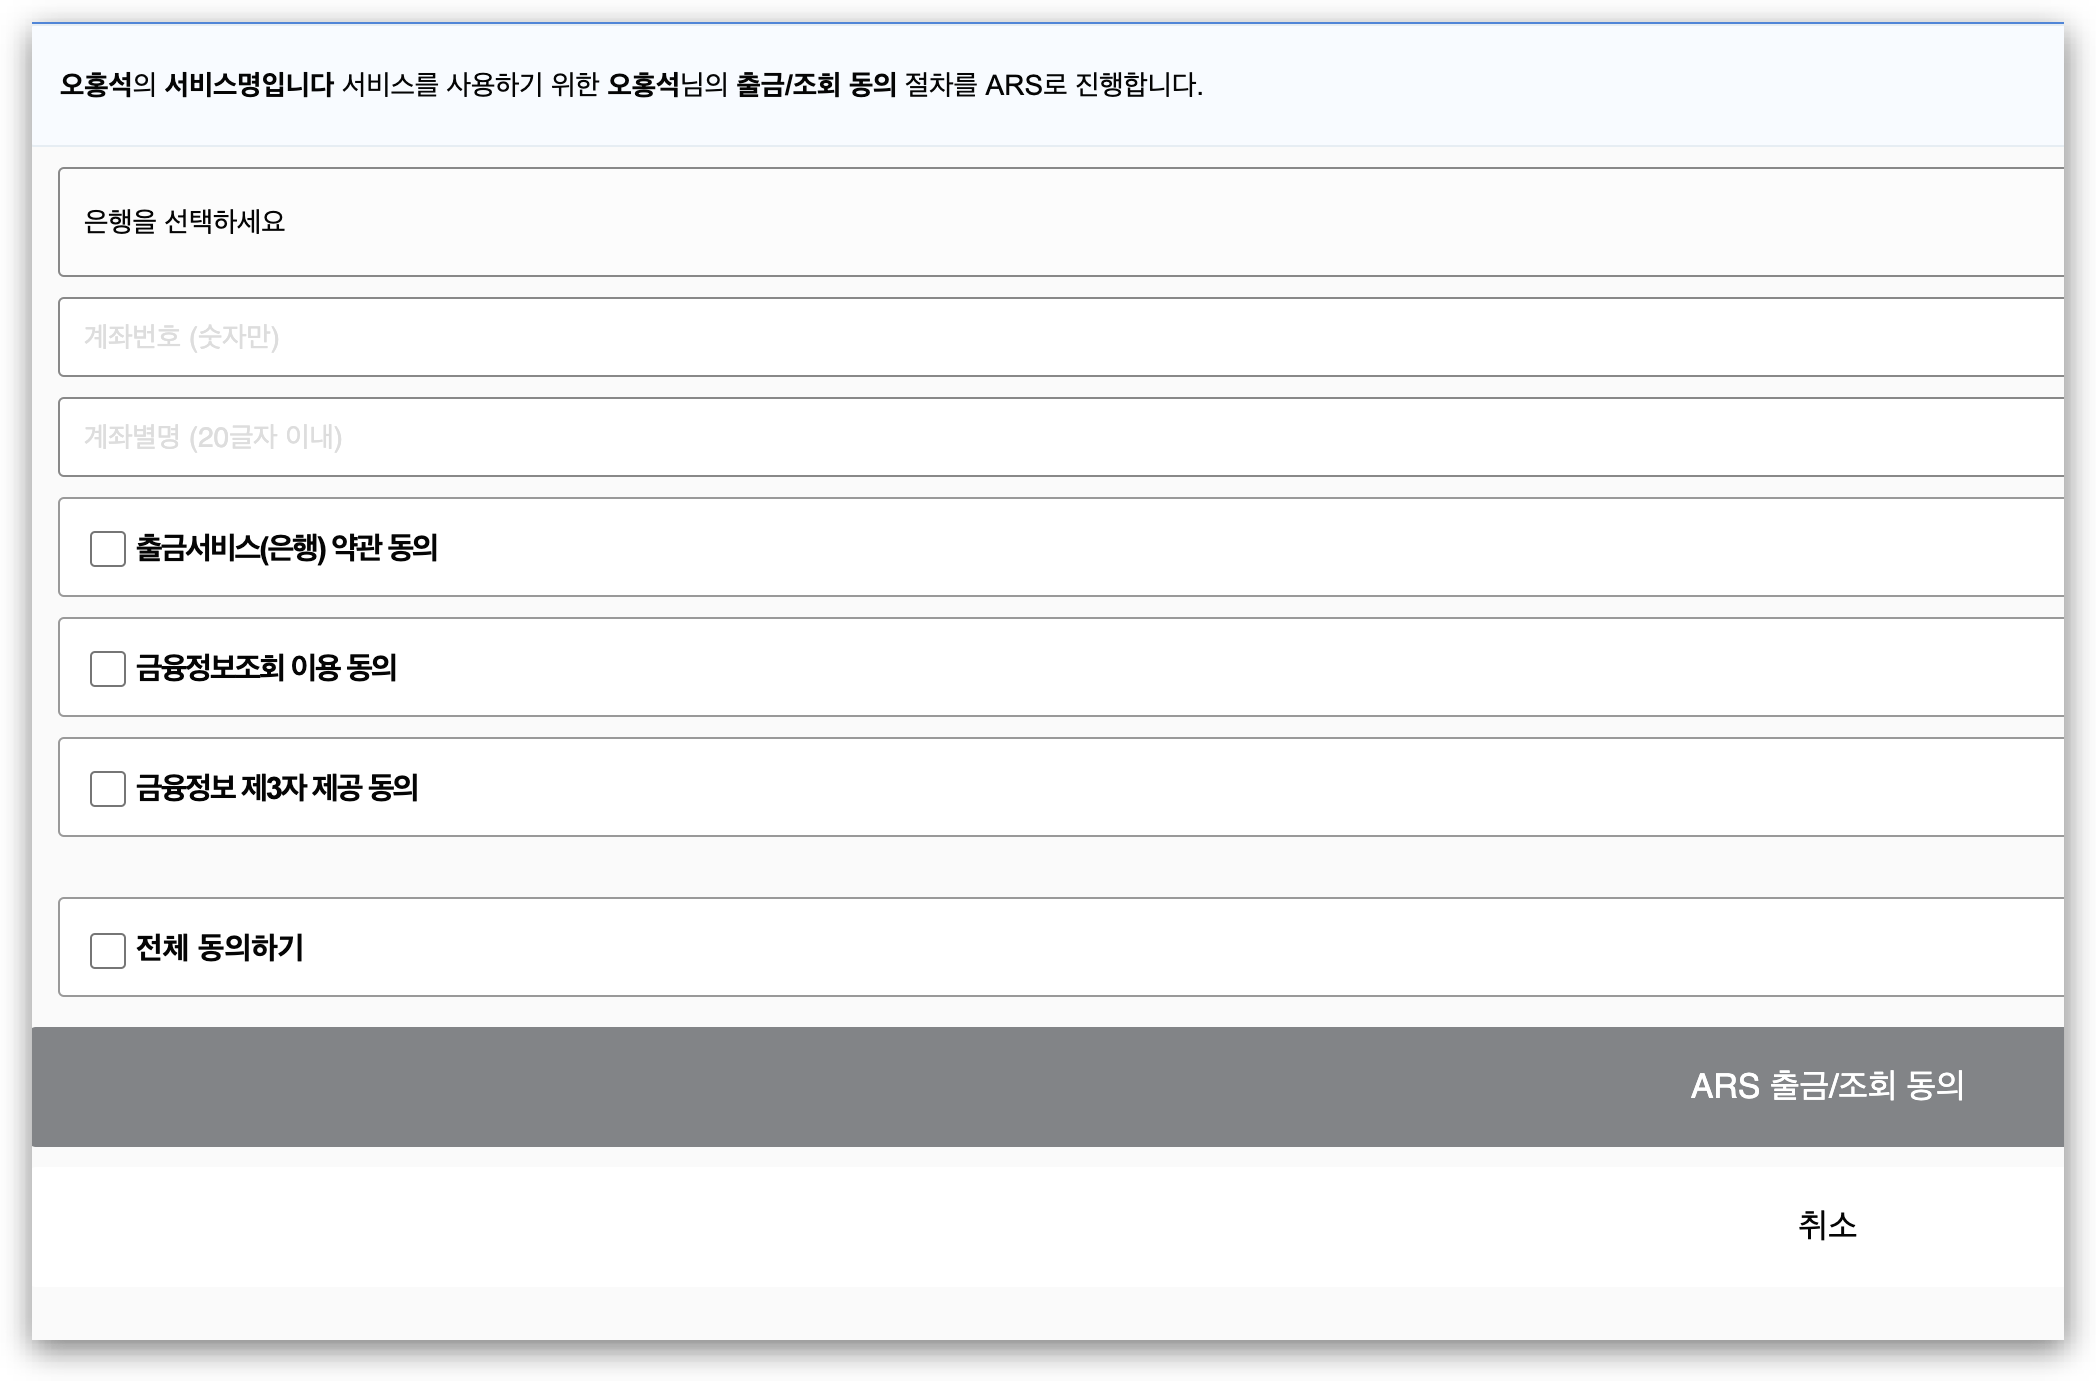 오홍석의 서비스명입니다 서비스를 사용하기 위한 오홍석님의 출금/조회 동의 절차를 ARS로 진행합니다.
은행을 선택하세요
계좌번호 (숫자만)
계좌별명 (20글자 이내)
출금서비스(은행) 약관 동의
금융정보조회 이용 동의
금융정보 제3자 제공 동의
전체 동의하기
ARS 출금/조회 동의
취소